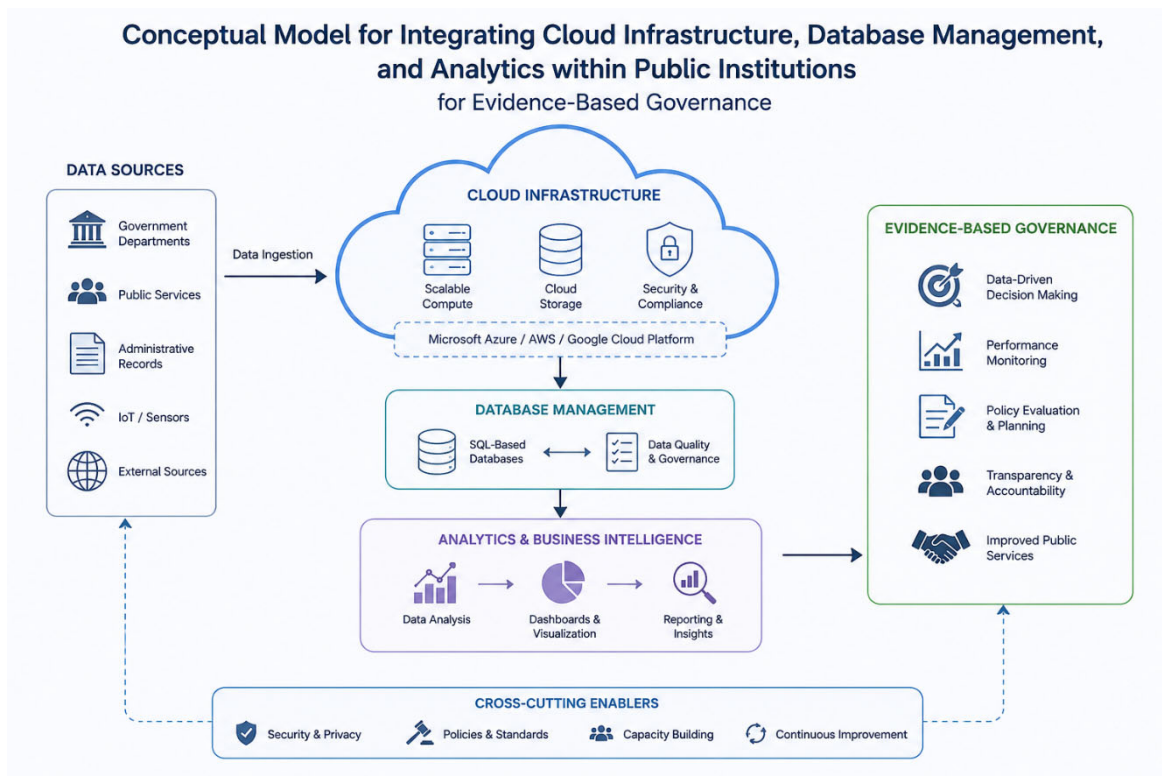 Conceptual Model for Integrating Cloud Infrastructure, Database Management,
and Analytics within Public Institutions
for Evidence-Based Governance
DATA SOURCES
Government
Departments
Public Services
Administrative
Records
IoT / Sensors
External Sources
Data Ingestion
CLOUD INFRASTRUCTURE
Scalable
Compute
Cloud
Storage
Security &
Compliance
Microsoft Azure / AWS / Google Cloud Platform
DATABASE MANAGEMENT
SQL-Based
Databases
Data Quality
& Governance
ANALYTICS & BUSINESS INTELLIGENCE
Data Analysis
Dashboards &
Visualization
Reporting &
Insights
EVIDENCE-BASED GOVERNANCE
Data-Driven
Decision Making
Performance
Monitoring
Policy Evaluation
& Planning
Transparency &
Accountability
Improved Public
Services
CROSS-CUTTING ENABLERS
Security & Privacy
Policies & Standards
Capacity Building
Continuous Improvement